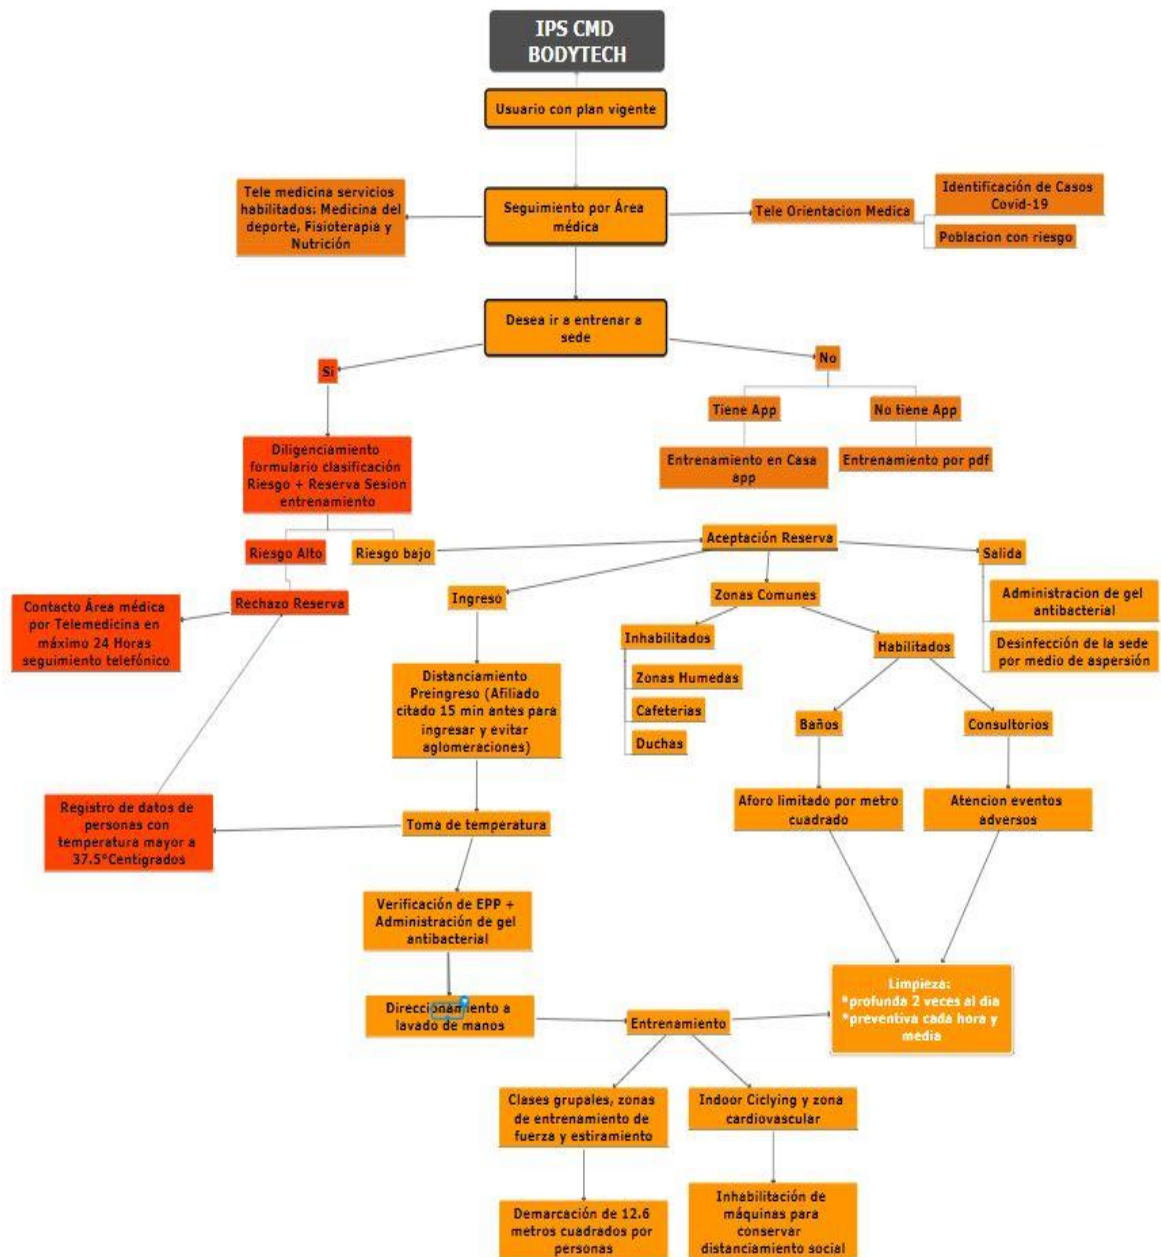 IPS CMD
BODYTECH
Usuario con plan vigente
Tele medicina servicios
habilitados: Medicina del
deporte, Fisioterapia y
Nutrición
Seguimiento por Área
médica
Tele Orientacion Medica
Identificación de Casos
Covid-19
Poblacion con riesgo
Desea ir a entrenar a
sede
Si
No
Tiene App
No tiene App
Entrenamiento en Casa
app
Entrenamiento por pdf
Diligenciamiento
formulario clasificación
Riesgo + Reserva Sesion
entrenamiento
Riesgo Alto
Riesgo bajo
Aceptación Reserva
Salida
Rechazo Reserva
Contacto Área médica
por Telemedicina en
máximo 24 Horas
seguimiento telefónico
Ingreso
Zonas Comunes
Administracion de gel
antibacterial
Desinfección de la sede
por medio de aspersión
Inhabilitados
Zonas Humedas
Cafeterias
Duchas
Habilitados
Baños
Consultorios
Distanciamiento
Preingreso (Afiliado
citado 15 min antes para
ingresar y evitar
aglomeraciones)
Registro de datos de
personas con
temperatura mayor a
37.5°Centigrados
Toma de temperatura
Aforo limitado por metro
cuadrado
Atencion eventos
adversos
Verificación de EPP +
Administración de gel
antibacterial
Direccionamiento a
lavado de manos
Entrenamiento
Limpieza:
*profunda 2 veces al dia
*preventiva cada hora y
media
Clases grupales, zonas
de entrenamiento de
fuerza y estiramiento
Indoor Ciclying y zona
cardiovascular
Demarcación de 12.6
metros cuadrados por
personas
Inhabilitación de
máquinas para
conservar
distanciamiento social